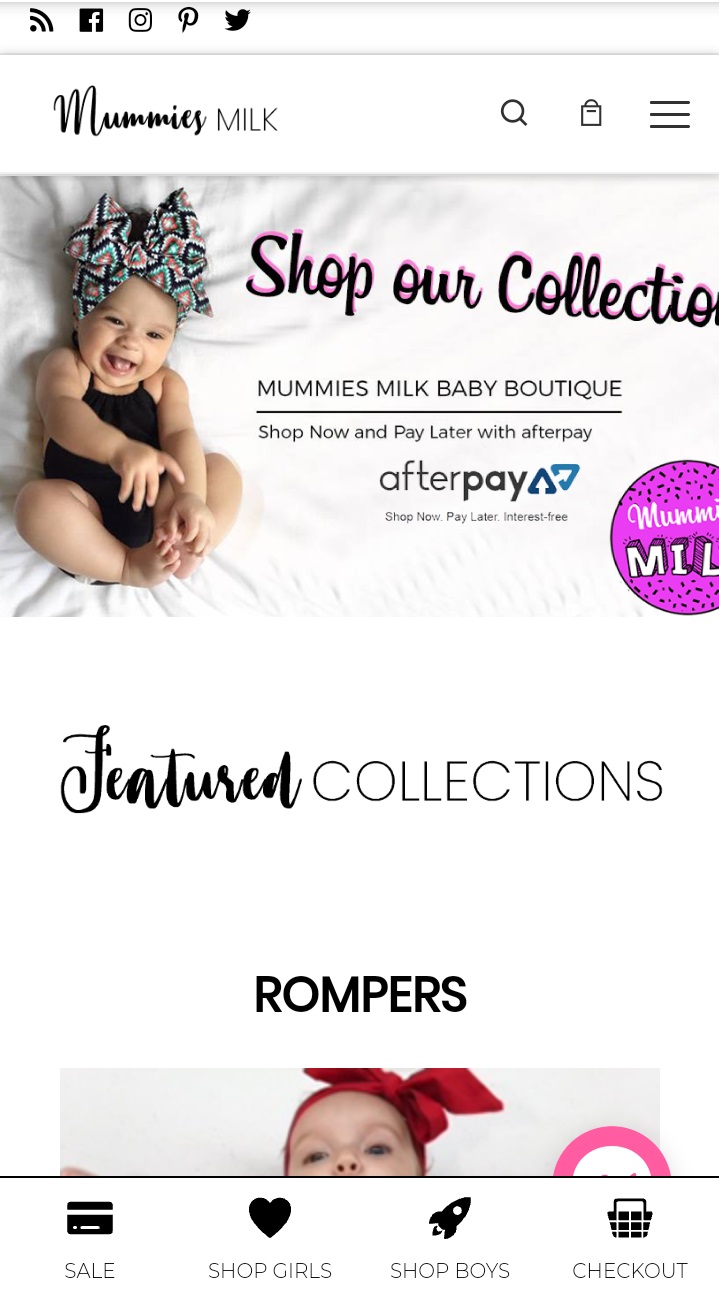 Mummies MILK
Shop our Collectio
MUMMIES MILK BABY BOUTIQUE
Shop Now and Pay Later with afterpay
afterpay
Shop Now. Pay Later. Interest-free
Mummi
MIL
Featured COLLECTIONS
ROMPERS
SALE
SHOP GIRLS
SHOP BOYS
CHECKOUT